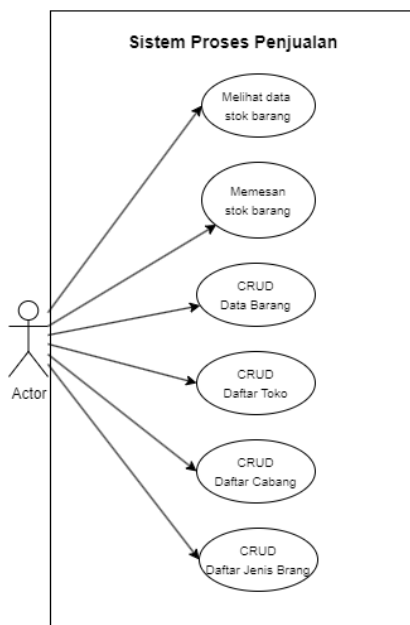 Sistem Proses Penjualan
Melihat data
stok barang
Memesan
stok barang
CRUD
Data Barang
CRUD
Daftar Toko
Actor
CRUD
Daftar Cabang
CRUD
Daftar Jenis Brang